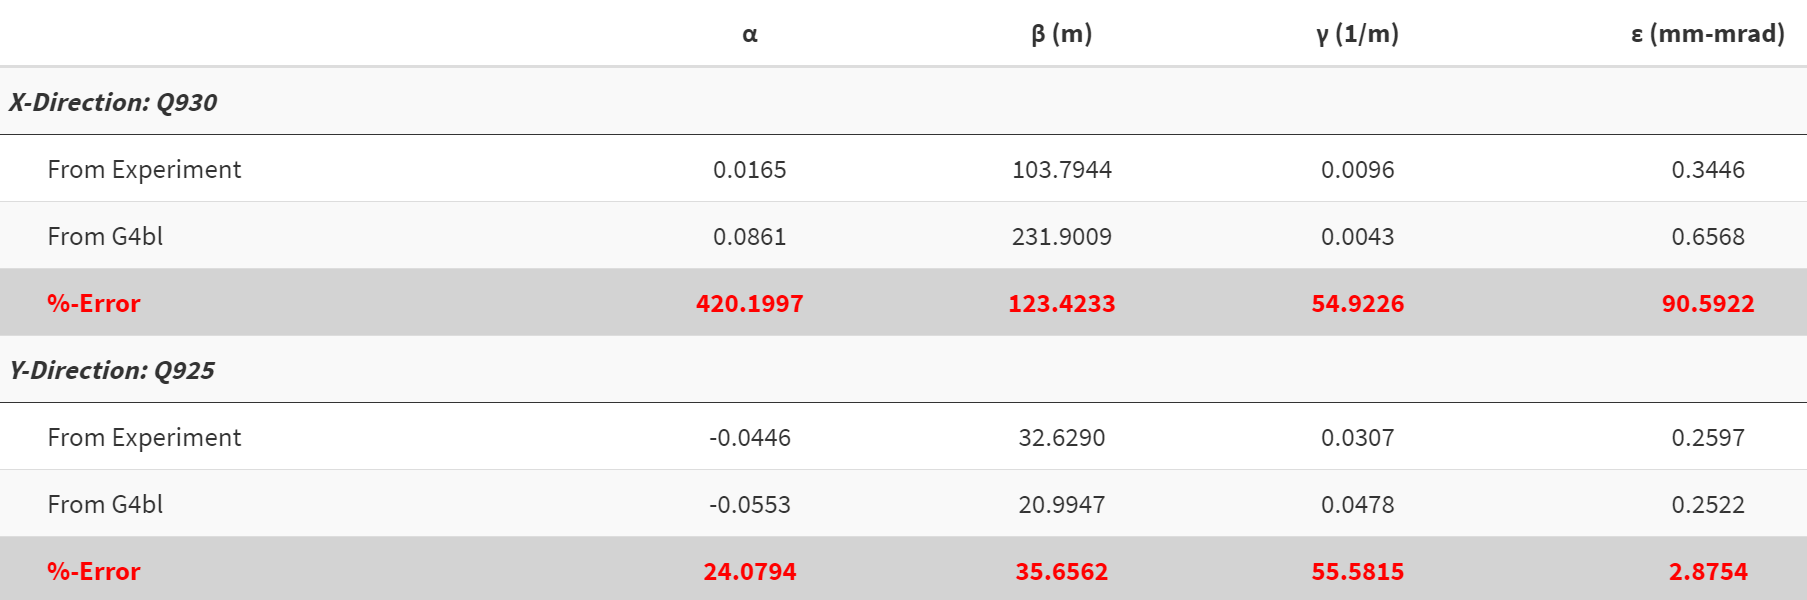 α β (m) γ (1/m) ε (mm-mrad)
X-Direction: Q930
From Experiment 0.0165 103.7944 0.0096 0.3446
From G4bl 0.0861 231.9009 0.0043 0.6568
%-Error 420.1997 123.4233 54.9226 90.5922
Y-Direction: Q925
From Experiment -0.0446 32.6290 0.0307 0.2597
From G4bl -0.0553 20.9947 0.0478 0.2522
%-Error 24.0794 35.6562 55.5815 2.8754